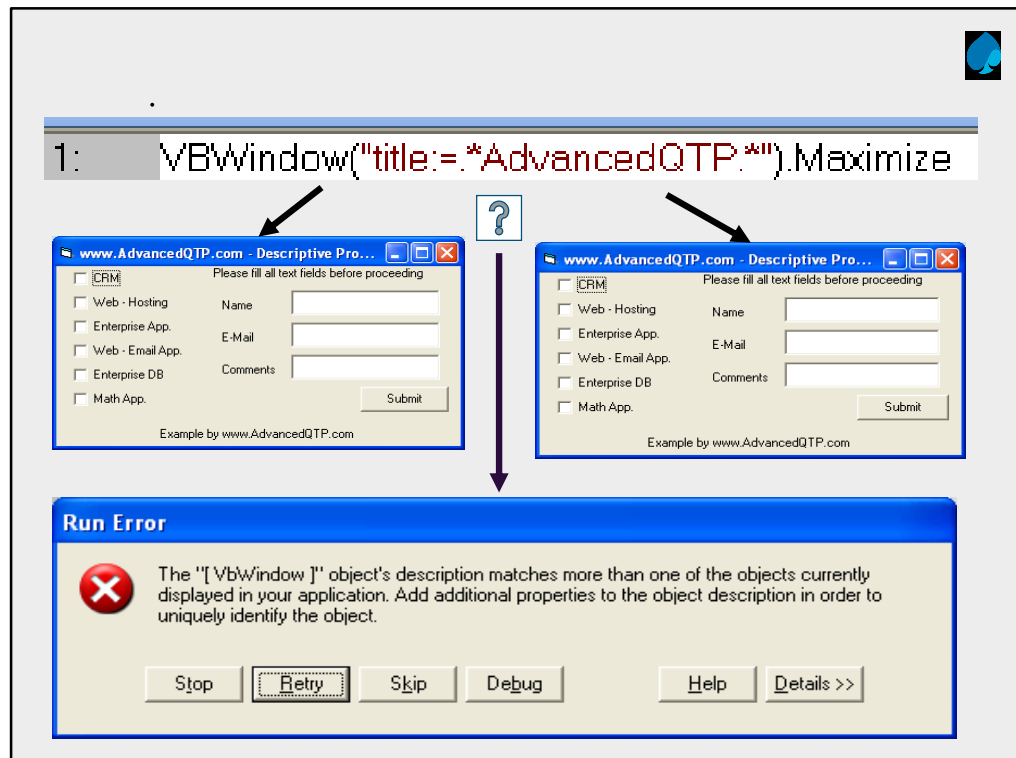 .
1: VBWindow("title:=.*AdvancedQTP.*").Maximize
?
www.AdvancedQTP.com - Descriptive Pro...
CRM
Please fill all text fields before proceeding
Web - Hosting
Name
Enterprise App.
E-Mail
Web - Email App.
Enterprise DB
Comments
Math App.
Submit
Example by www.AdvancedQTP.com
www.AdvancedQTP.com - Descriptive Pro...
CRM
Please fill all text fields before proceeding
Web - Hosting
Name
Enterprise App.
E-Mail
Web - Email App.
Enterprise DB
Comments
Math App.
Submit
Example by www.AdvancedQTP.com
Run Error
The "[ VbWindow ]" object's description matches more than one of the objects currently
displayed in your application. Add additional properties to the object description in order to
uniquely identify the object.
Stop Retry Skip Debug Help Details >>